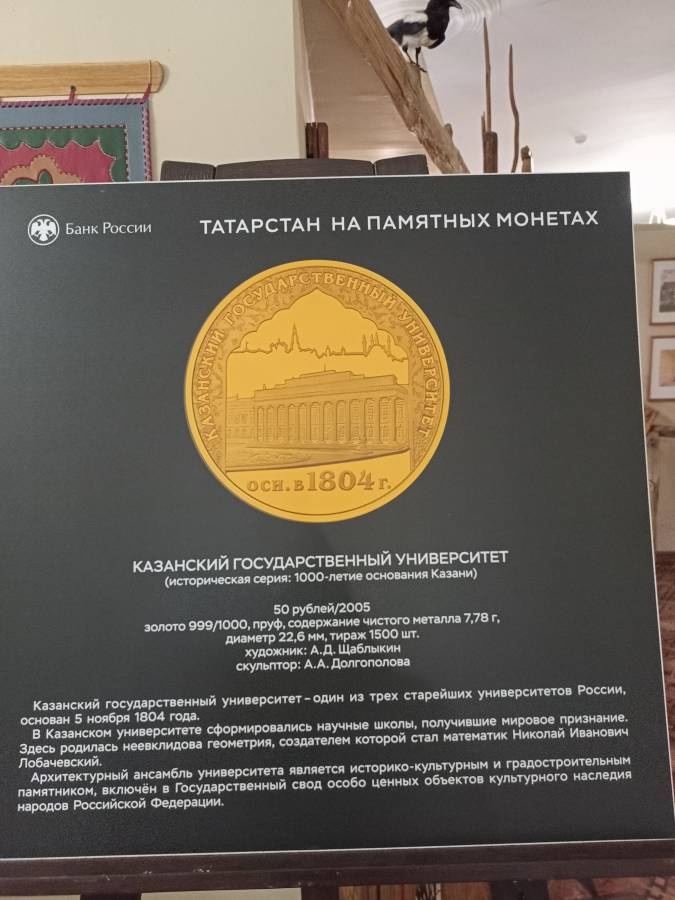 Банк России
ТАТАРСТАН НА ПАМЯТНЫХ МОНЕТАХ
КАЗАНСКИЙ ГОСУДАРСТВЕННЫЙ УНИВЕРСИТЕТ
ОСН. В 1804 Г.
КАЗАНСКИЙ ГОСУДАРСТВЕННЫЙ УНИВЕРСИТЕТ
(историческая серия: 1000-летие основания Казани)
50 рублей/2005
золото 999/1000, пруф, содержание чистого металла 7,78 г,
диаметр 22,6 мм, тираж 1500 шт.
художник: А.Д. Щаблыкин
скульптор: А.А. Долгополова
Казанский государственный университет – один из трех старейших университетов России,
основан 5 ноября 1804 года.
В Казанском университете сформировались научные школы, получившие мировое признание.
Здесь родилась неевклидова геометрия, создателем которой стал математик Николай Иванович
Лобачевский.
Архитектурный ансамбль университета является историко-культурным и градостроительным
памятником, включён в Государственный свод особо ценных объектов культурного наследия
народов Российской Федерации.